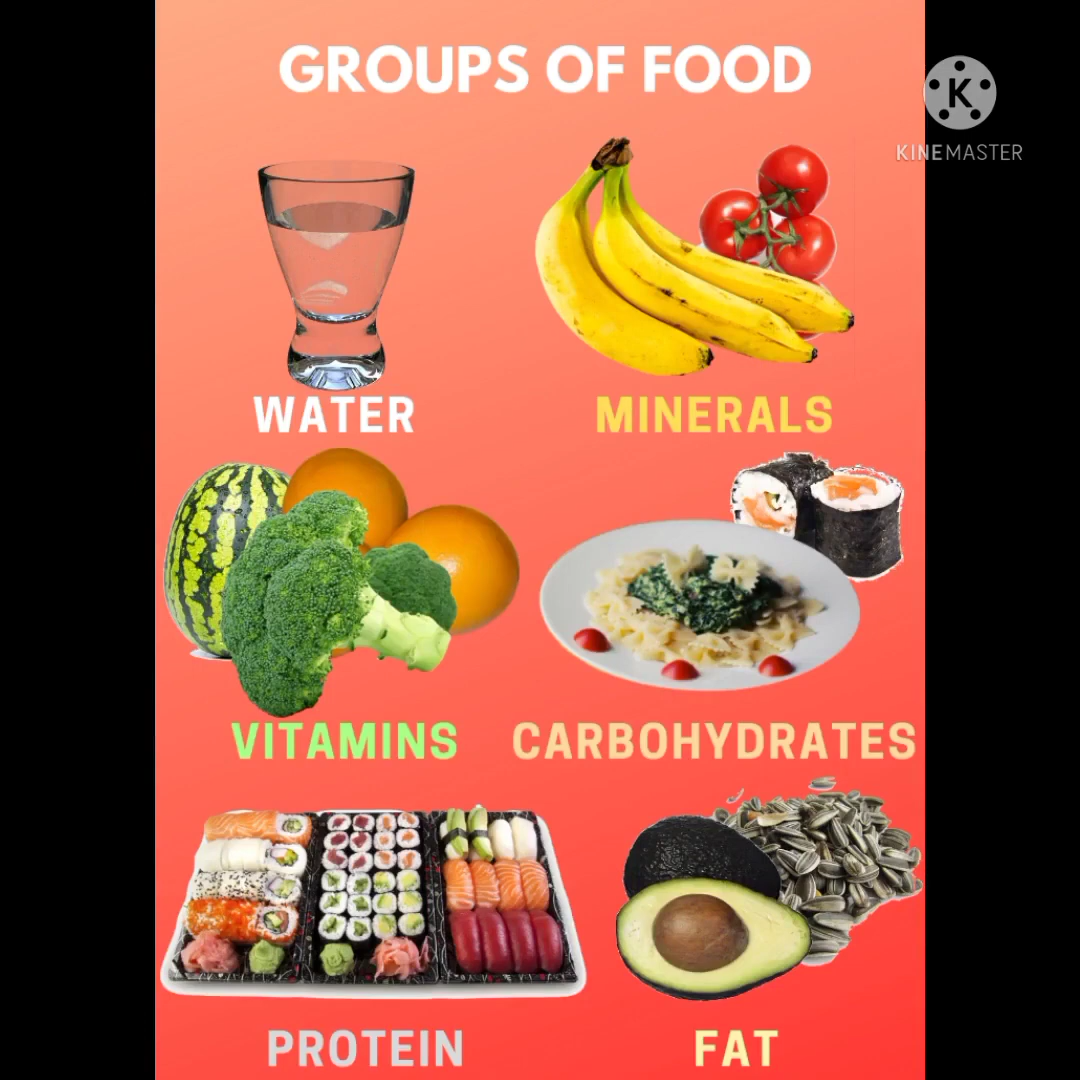 GROUPS OF FOOD
K
KINEMASTER
WATER
MINERALS
VITAMINS
CARBOHYDRATES
PROTEIN
FAT